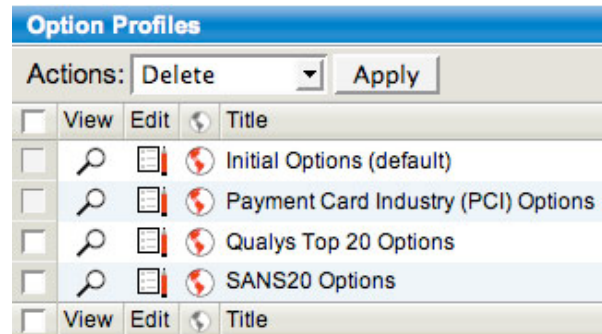 Option Profiles
Actions: Delete Apply
View Edit Title
Initial Options (default)
Payment Card Industry (PCI) Options
Qualys Top 20 Options
SANS20 Options
View Edit Title